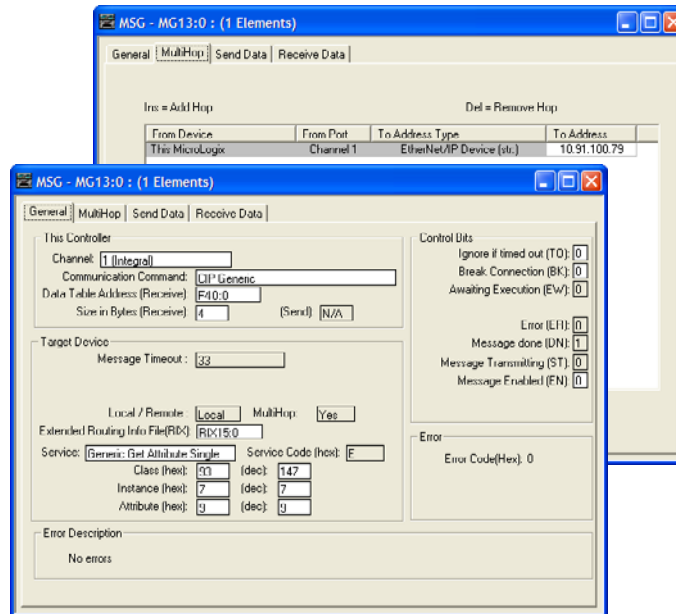 MSG - MG13:0 : (1 Elements)
General MultiHop Send Data Receive Data
Ins = Add Hop Del = Remove Hop
From Device From Port To Address Type To Address
This MicroLogix Channel 1 EtherNet/IP Device (str.) 10.91.100.79
MSG - MG13:0 : (1 Elements)
General MultiHop Send Data Receive Data
This Controller
Channel: 1 (Integral)
Communication Command: CIP Generic
Data Table Address (Receive) F40:0
Size in Bytes (Receive) 4 (Send) N/A
Target Device
Message Timeout : 33
Local / Remote : Local MultiHop: Yes
Extended Routing Info File(RIX): RIX15:0
Service: Generic Get Attribute Single Service Code (hex): E
Class (hex): 93 (dec): 147
Instance (hex): 7 (dec): 7
Attribute (hex): 9 (dec): 9
Control Bits
Ignore if timed out (TO): 0
Break Connection (BK): 0
Awaiting Execution (EW): 0
Error (ER): 0
Message done (DN): 1
Message Transmitting (ST): 0
Message Enabled (EN): 0
Error
Error Code(Hex): 0
Error Description
No errors